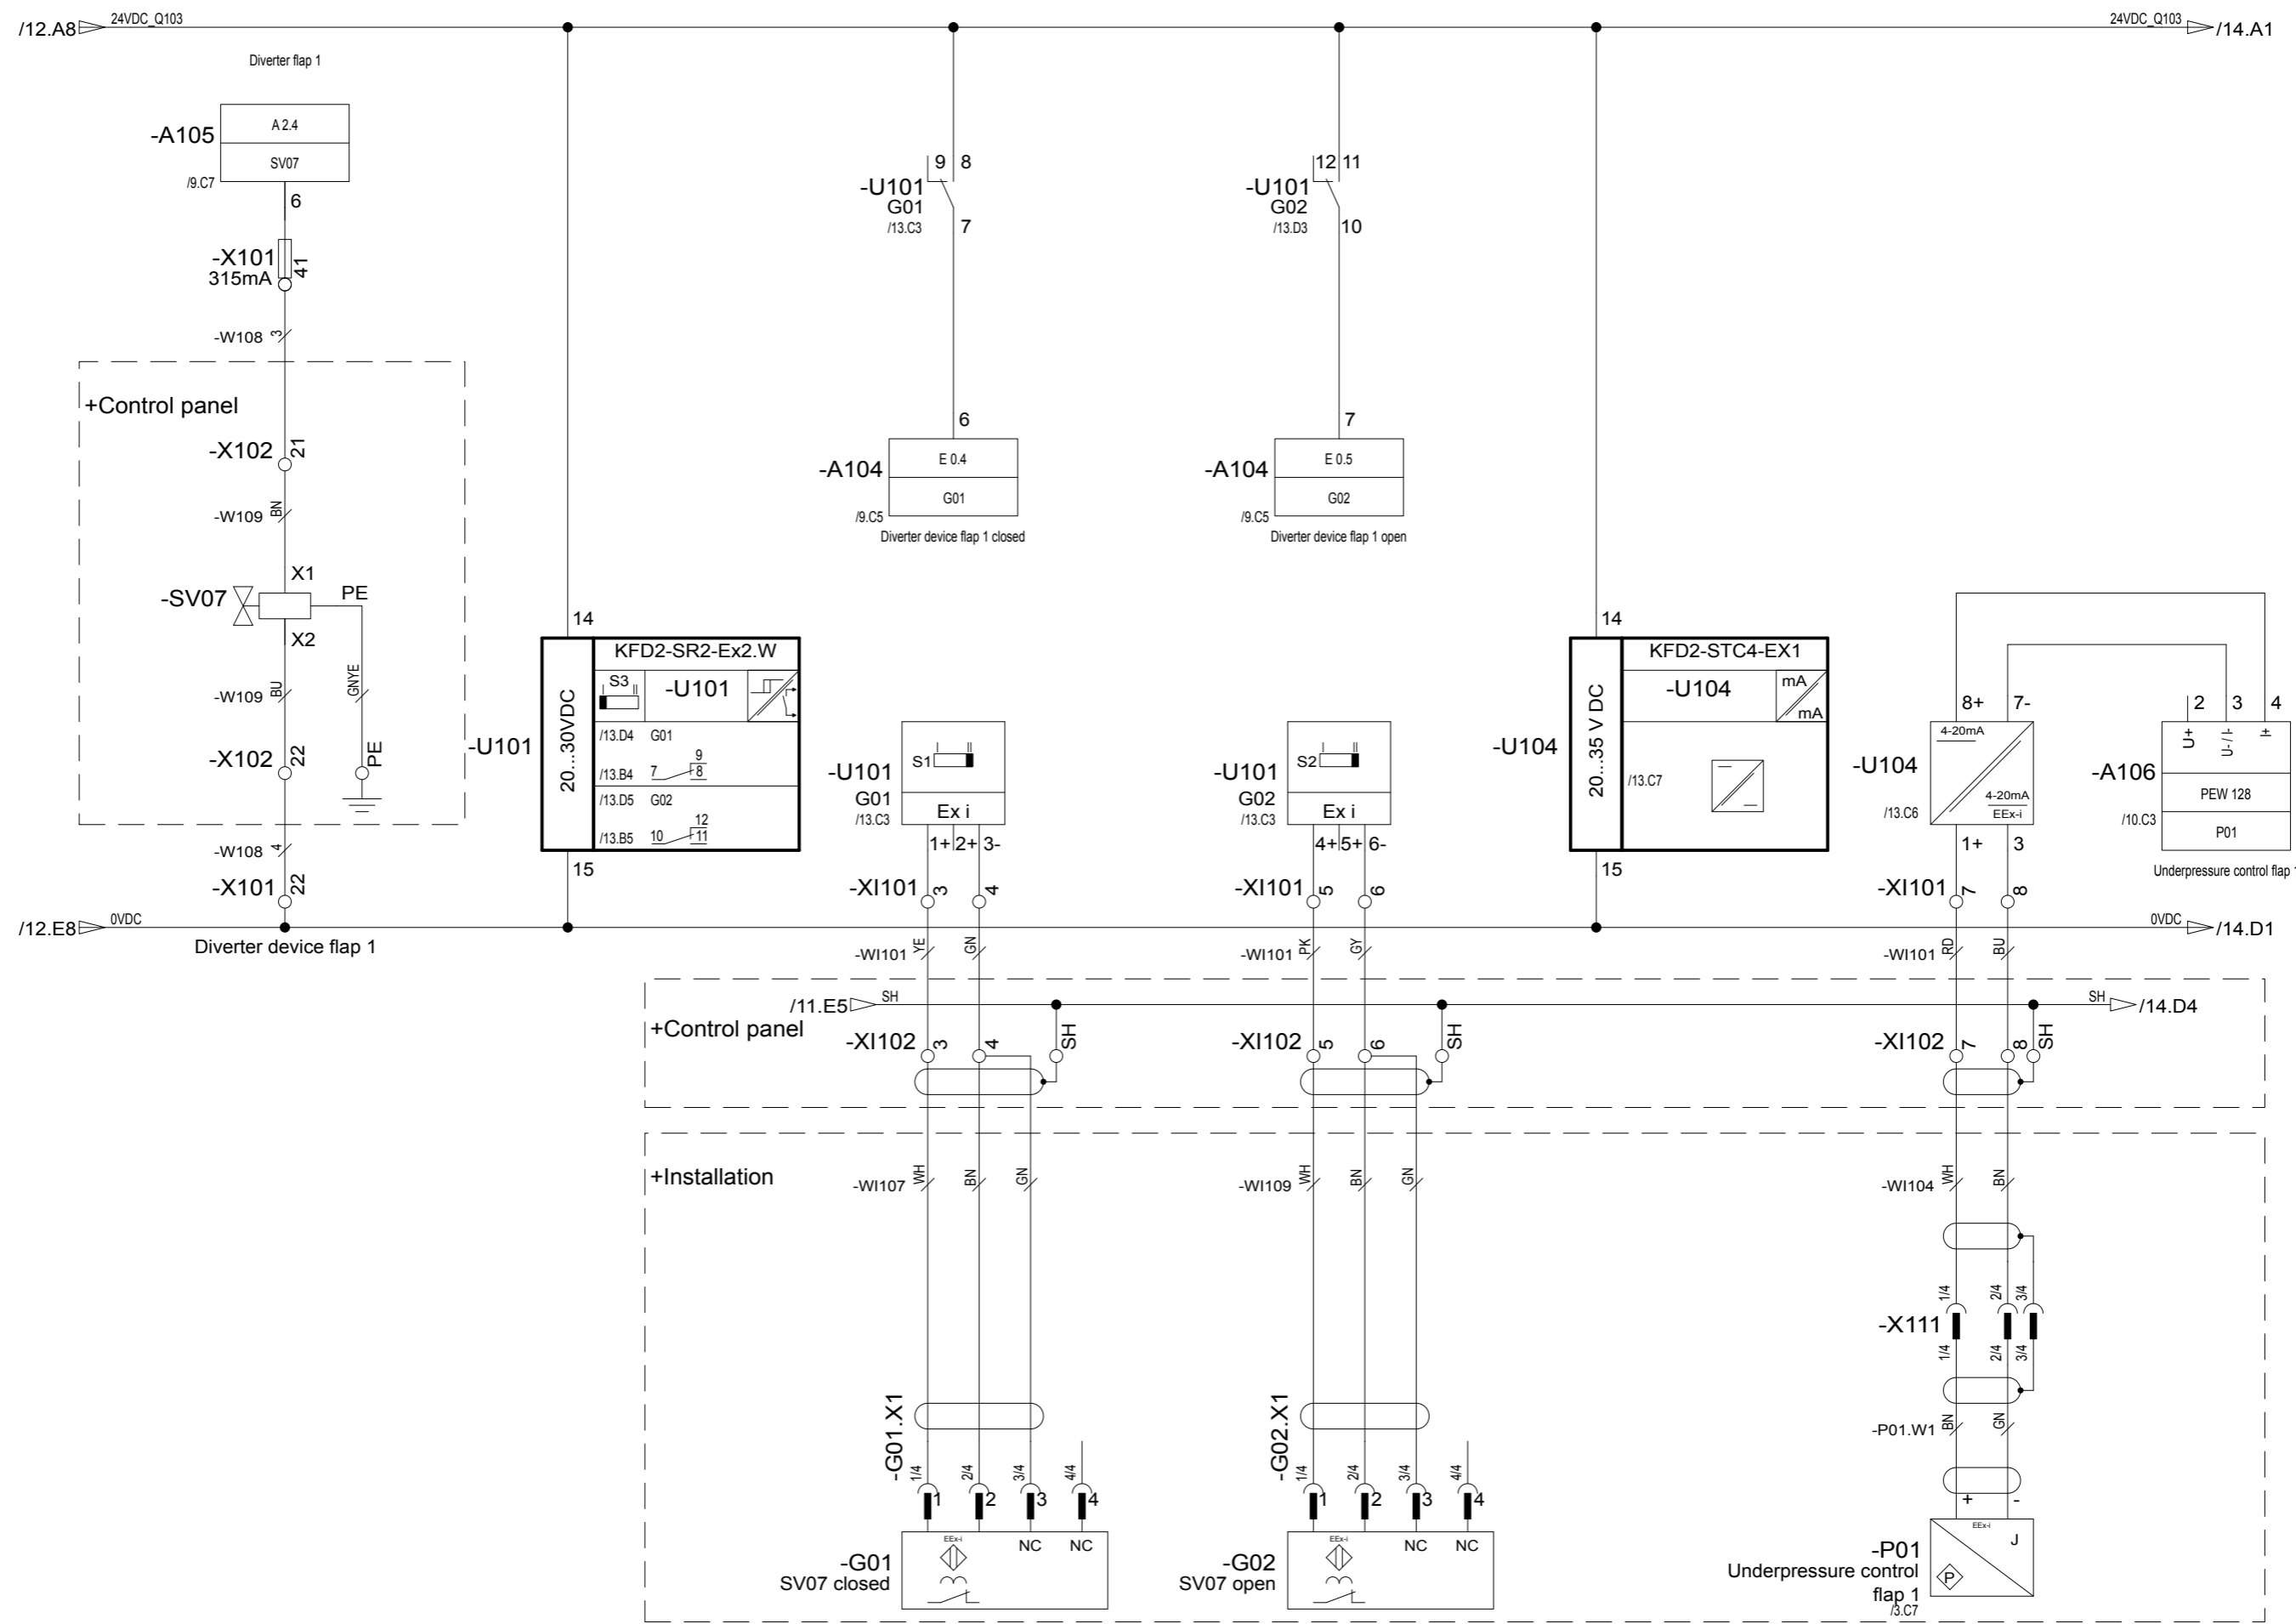 /12.A8 24VDC_Q103 24VDC_Q103 /14.A1
Diverter flap 1
-A105
A 2.4
SV07
/9.C7
6
-X101
315mA
41
-W108 3
+Control panel
-X102 21
-W109 BN
X1
-SV07
PE
X2
-W109 BU
GNYE
-X102 22
PE
-W108 4
-X101 22
/12.E8 0VDC 0VDC /14.D1
Diverter device flap 1
14
-U101
20...30VDC
KFD2-SR2-Ex2.W
S3 I II
-U101
/13.D4 G01
9
/13.B4 7 8
/13.D5 G02
12
/13.B5 10 11
15
9 8
-U101
G01
/13.C3
7
6
-A104
E 0.4
G01
/9.C5
Diverter device flap 1 closed
12 11
-U101
G02
/13.D3
10
7
-A104
E 0.5
G02
/9.C5
Diverter device flap 1 open
I II
S1
-U101
G01
/13.C3
Ex i
1+ 2+ 3-
-XI101 3 4
-WI101 YE GN
I II
S2
-U101
G02
/13.C3
Ex i
4+ 5+ 6-
-XI101 5 6
-WI101 PK GY
14
-U104
20...35 V DC
KFD2-STC4-EX1
-U104
mA
mA
/13.C7
15
8+ 7-
4-20mA
-U104
4-20mA
EEx-i
/13.C6
1+ 3
-XI101 7 8
-WI101 RD BU
2 3 4
U+ U-/I- I+
-A106
PEW 128
P01
/10.C3
Underpressure control flap 1
/11.E5 SH SH /14.D4
+Control panel
-XI102 3 4 SH
-XI102 5 6 SH
-XI102 7 8 SH
+Installation
-WI107 WH BN GN
-WI109 WH BN GN
-WI104 WH BN
1/4 2/4 3/4
-X111
1/4 2/4 3/4
-P01.W1 BN GN
+ -
EEx-i
J
P
-P01
Underpressure control
flap 1
/3.C7
-G01.X1
1/4 2/4 3/4 4/4
1 2 3 4
EEx-i
NC NC
-G01
SV07 closed
-G02.X1
1/4 2/4 3/4 4/4
1 2 3 4
EEx-i
NC NC
-G02
SV07 open